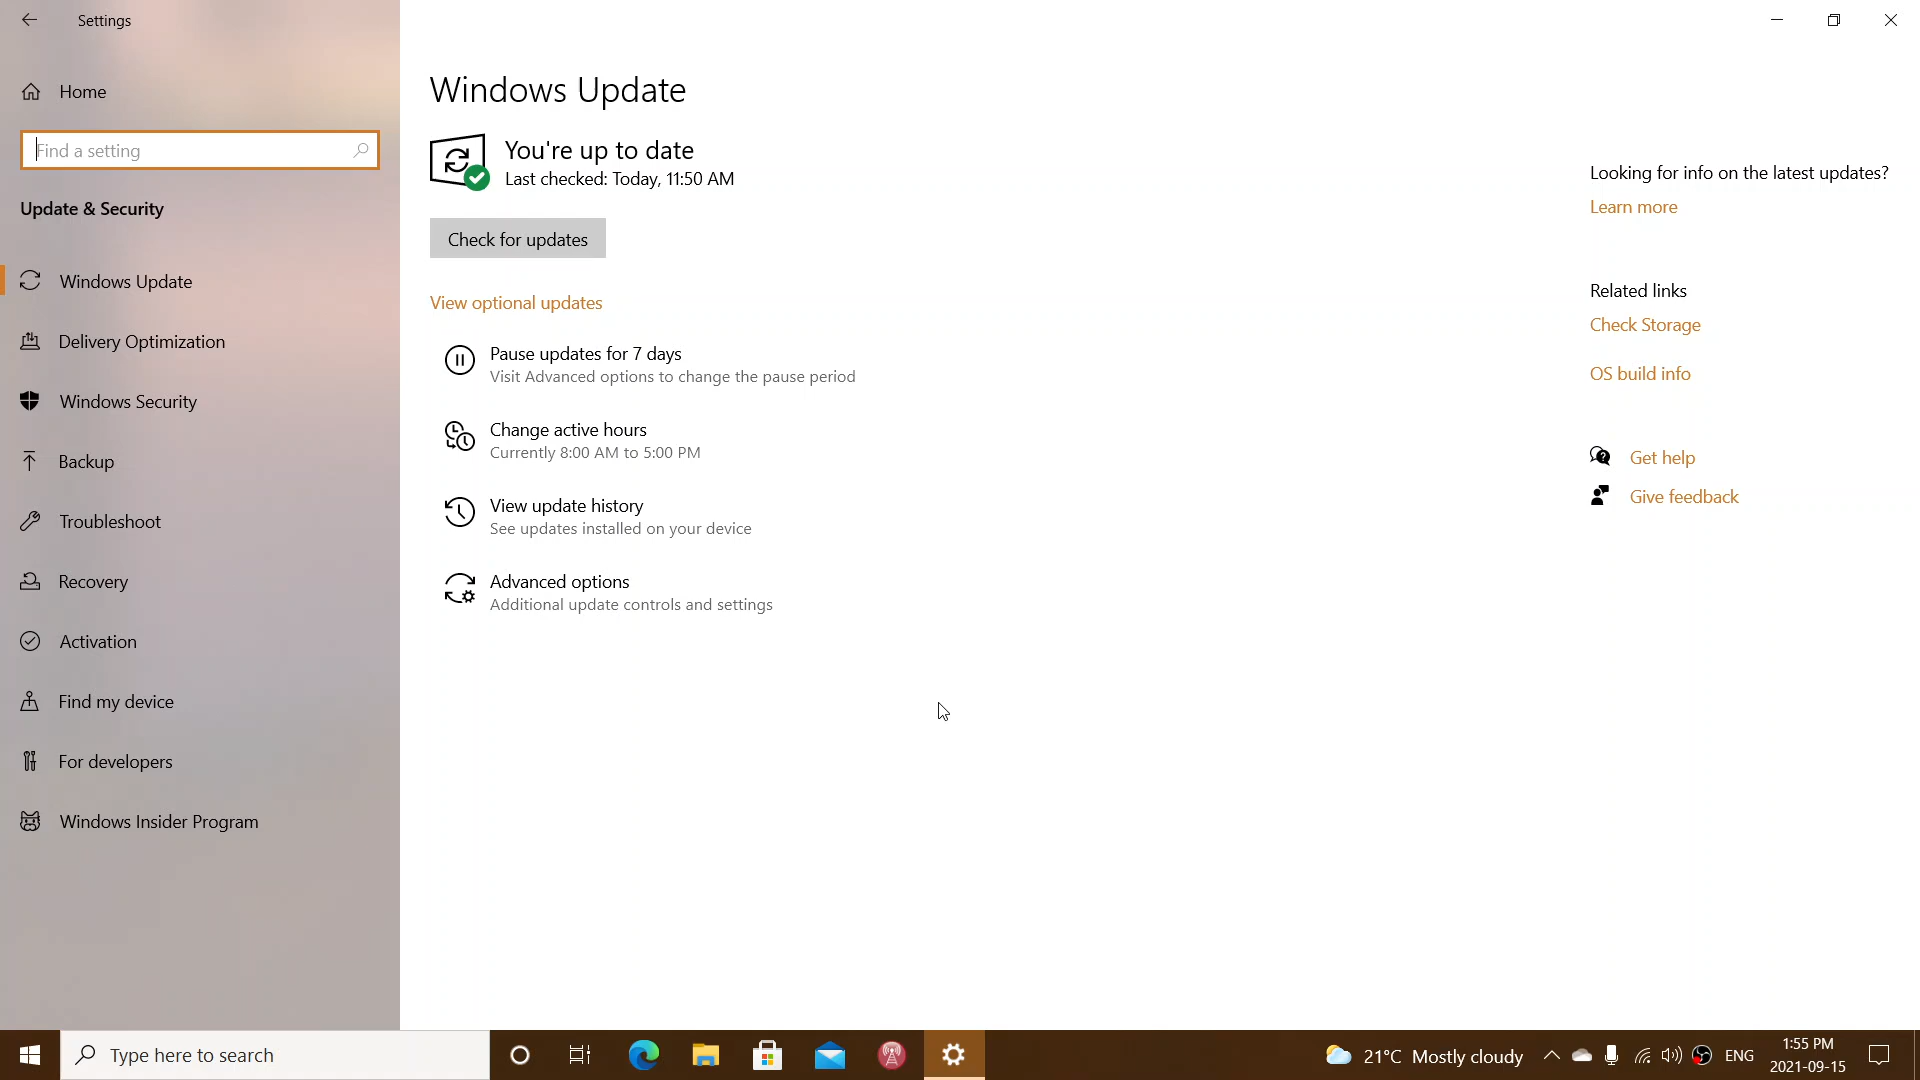 Settings
Home
Find a setting
Update & Security
Windows Update
Delivery Optimization
Windows Security
Backup
Troubleshoot
Recovery
Activation
Find my device
For developers
Windows Insider Program
Windows Update
You're up to date
Last checked: Today, 11:50 AM
Check for updates
View optional updates
Pause updates for 7 days
Visit Advanced options to change the pause period
Change active hours
Currently 8:00 AM to 5:00 PM
View update history
See updates installed on your device
Advanced options
Additional update controls and settings
Looking for info on the latest updates?
Learn more
Related links
Check Storage
OS build info
Get help
Give feedback
Type here to search
21°C Mostly cloudy
ENG
1:55 PM
2021-09-15